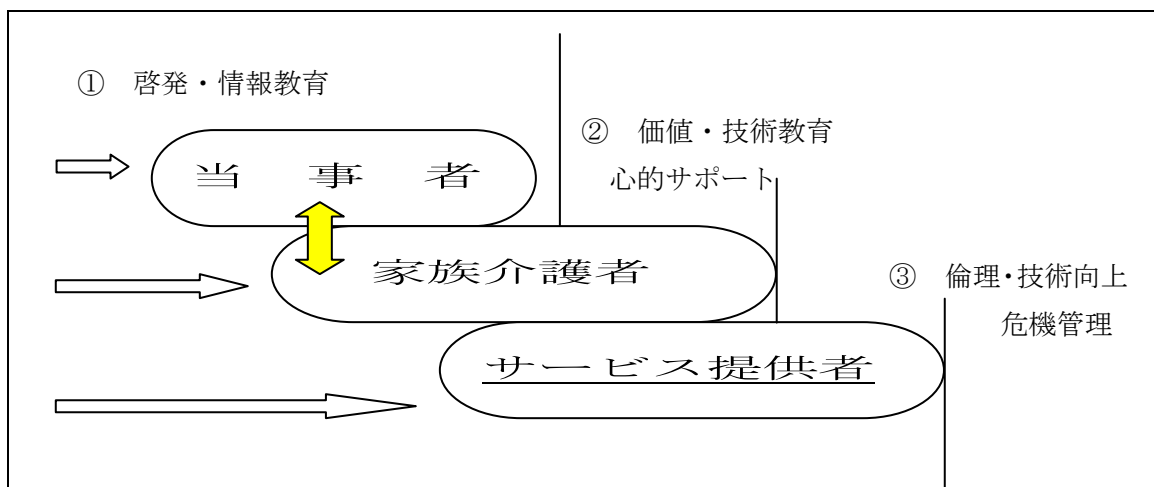 ① 啓発・情報教育
② 価値・技術教育
心的サポート
当 事 者
家族介護者
③ 倫理・技術向上
危機管理
サービス提供者